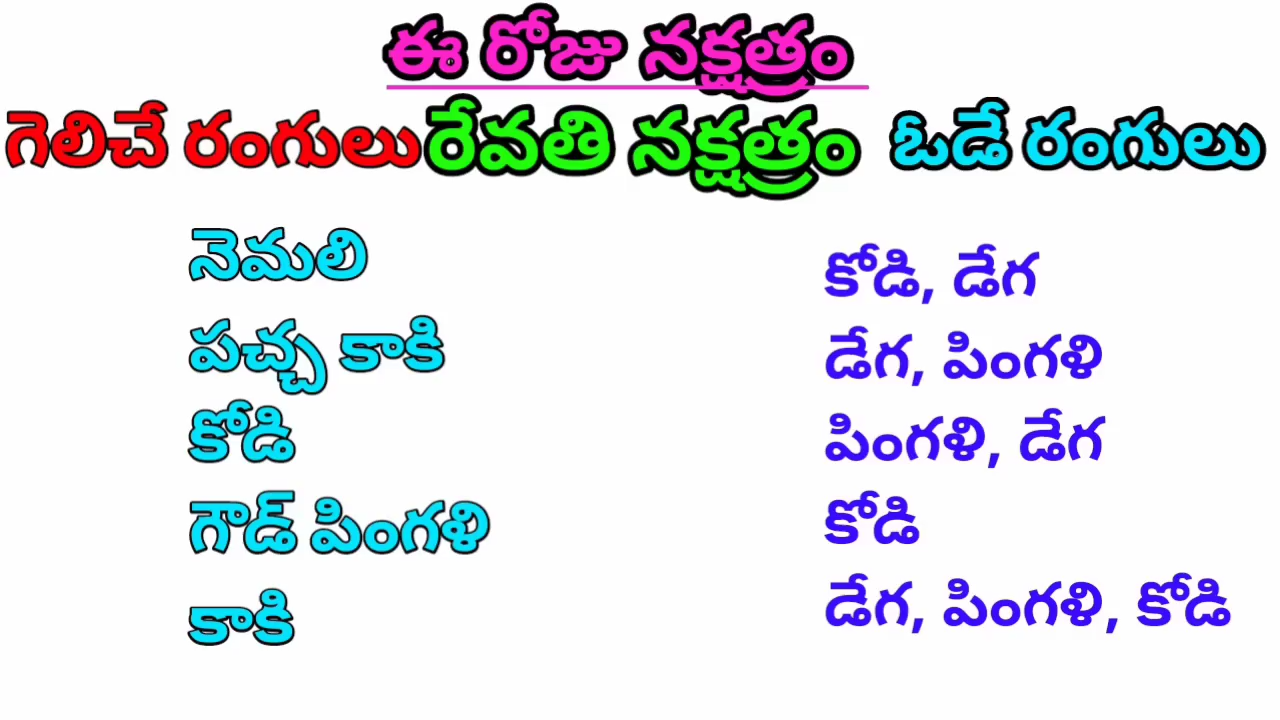 ఈ రోజు నక్షత్రం
గెలిచే రంగులు రేవతి నక్షత్రం ఓడే రంగులు
నెమలి
కోడి, డేగ
పచ్చ కాకి
డేగ, పింగళి
కోడి
పింగళి, డేగ
గౌడ్ పింగళి
కోడి
కాకి
డేగ, పింగళి, కోడి